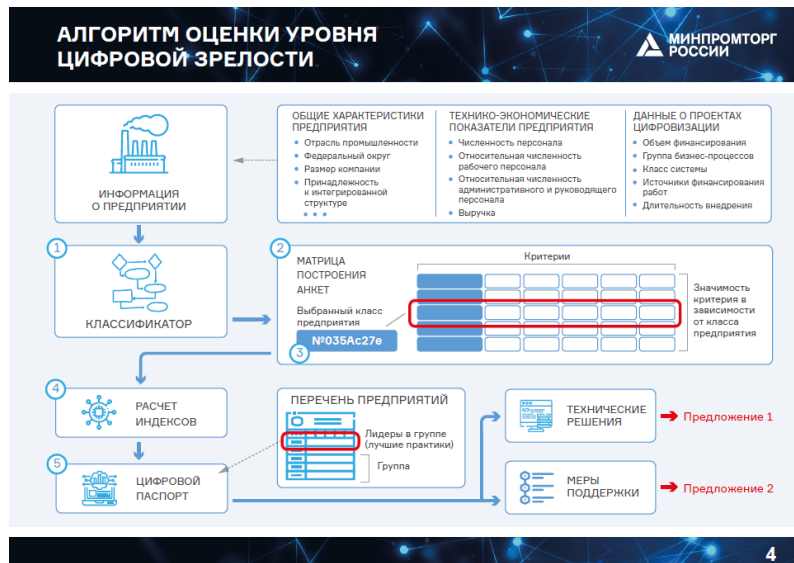 АЛГОРИТМ ОЦЕНКИ УРОВНЯ
ЦИФРОВОЙ ЗРЕЛОСТИ
МИНПРОМТОРГ
РОССИИ
ИНФОРМАЦИЯ
О ПРЕДПРИЯТИИ
ОБЩИЕ ХАРАКТЕРИСТИКИ
ПРЕДПРИЯТИЯ
• Отрасль промышленности
• Федеральный округ
• Размер компании
• Принадлежность
к интегрированной
структуре
• • •
ТЕХНИКО-ЭКОНОМИЧЕСКИЕ
ПОКАЗАТЕЛИ ПРЕДПРИЯТИЯ
• Численность персонала
• Относительная численность
рабочего персонала
• Относительная численность
административного и руководящего
персонала
• Выручка
ДАННЫЕ О ПРОЕКТАХ
ЦИФРОВИЗАЦИИ
• Объем финансирования
• Группа бизнес-процессов
• Класс системы
• Источники финансирования
работ
• Длительность внедрения
1
КЛАССИФИКАТОР
2
МАТРИЦА
ПОСТРОЕНИЯ
АНКЕТ
Критерии
Выбранный класс
предприятия
№035Ас27е
3
Значимость
критерия в
зависимости
от класса
предприятия
4
РАСЧЕТ
ИНДЕКСОВ
5
ЦИФРОВОЙ
ПАСПОРТ
ПЕРЕЧЕНЬ ПРЕДПРИЯТИЙ
Лидеры в группе
(лучшие практики)
Группа
ТЕХНИЧЕСКИЕ
РЕШЕНИЯ
Предложение 1
МЕРЫ
ПОДДЕРЖКИ
Предложение 2
4